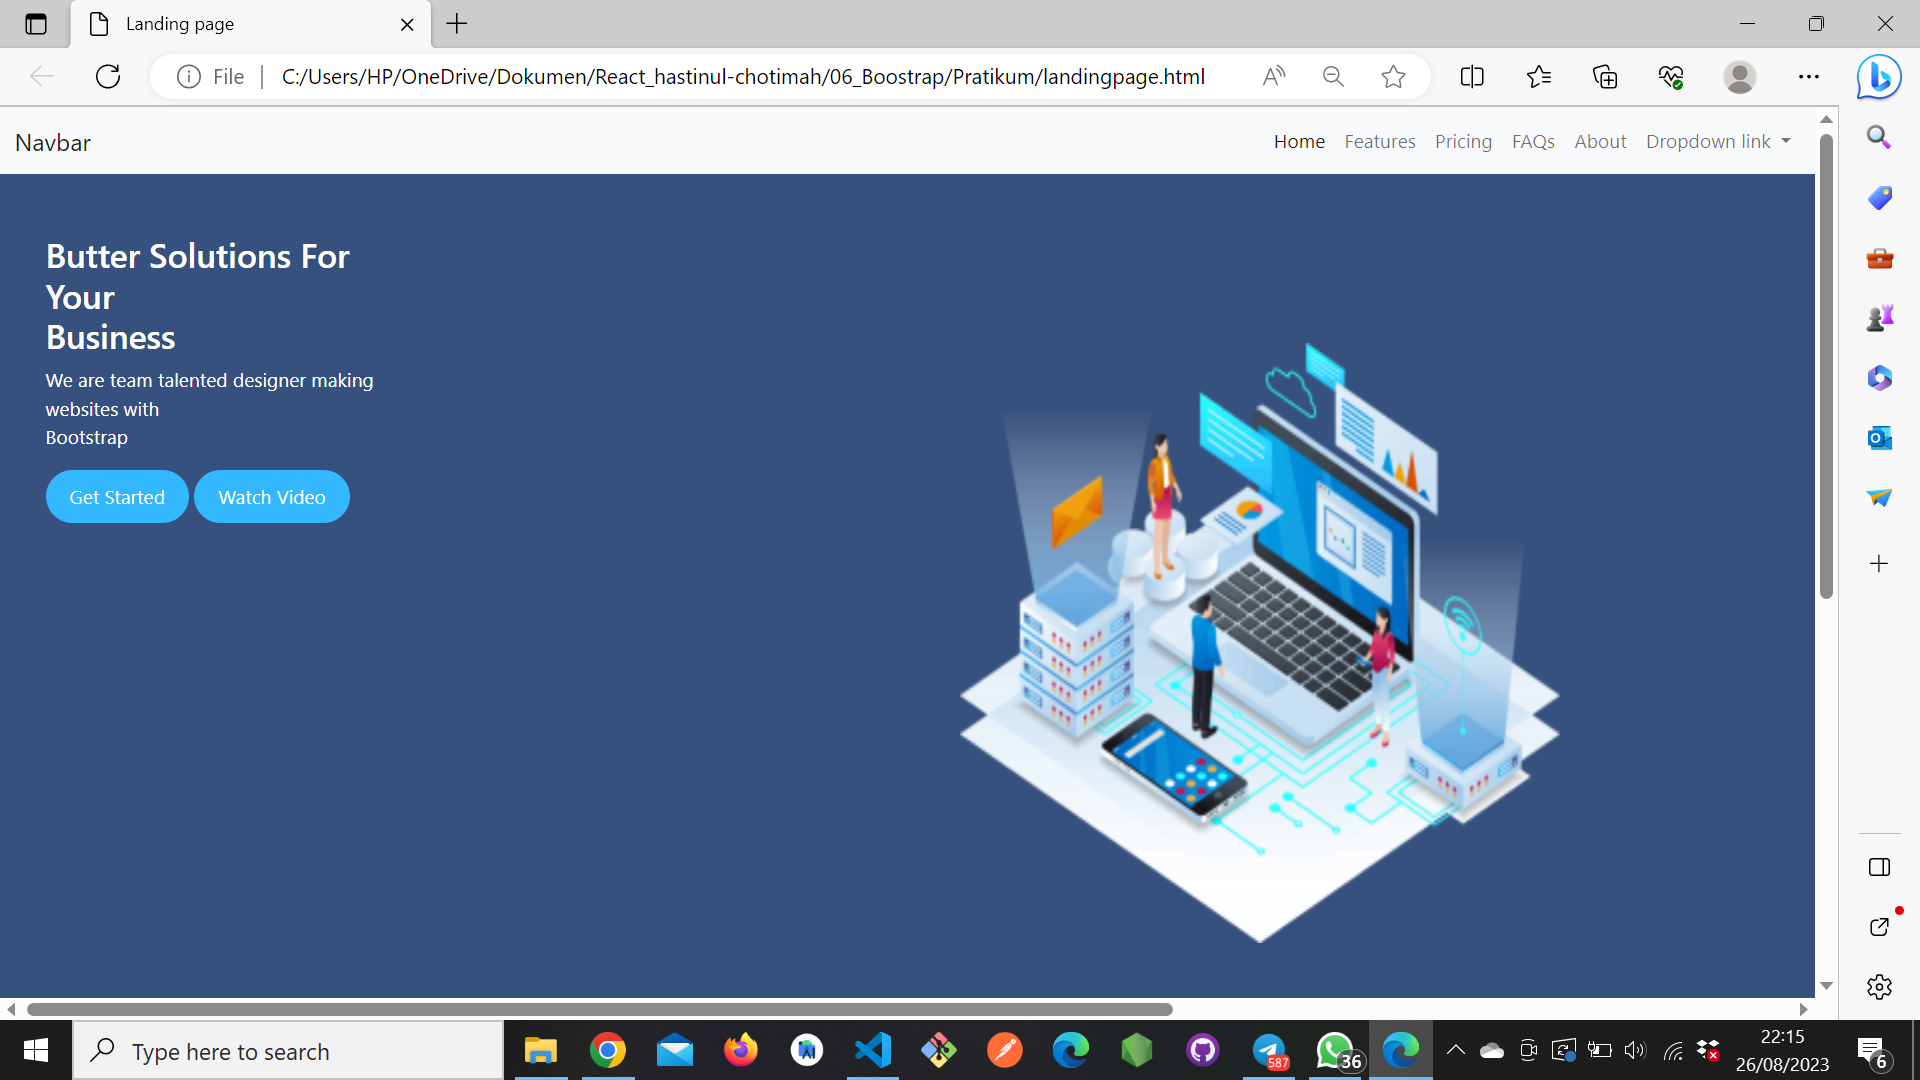 Landing page
File
C:/Users/HP/OneDrive/Dokumen/React_hastinul-chotimah/06_Boostrap/Pratikum/landingpage.html
Navbar
Home Features Pricing FAQs About Dropdown link
Butter Solutions For
Your
Business
We are team talented designer making
websites with
Bootstrap
Get Started
Watch Video
Type here to search
587
36
22:15
26/08/2023
6